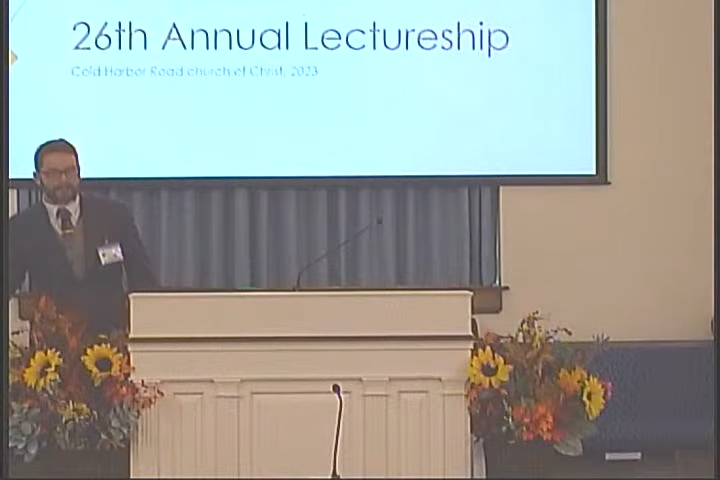 26th Annual Lectureship
Cold Harbor Road church of Christ, 2023